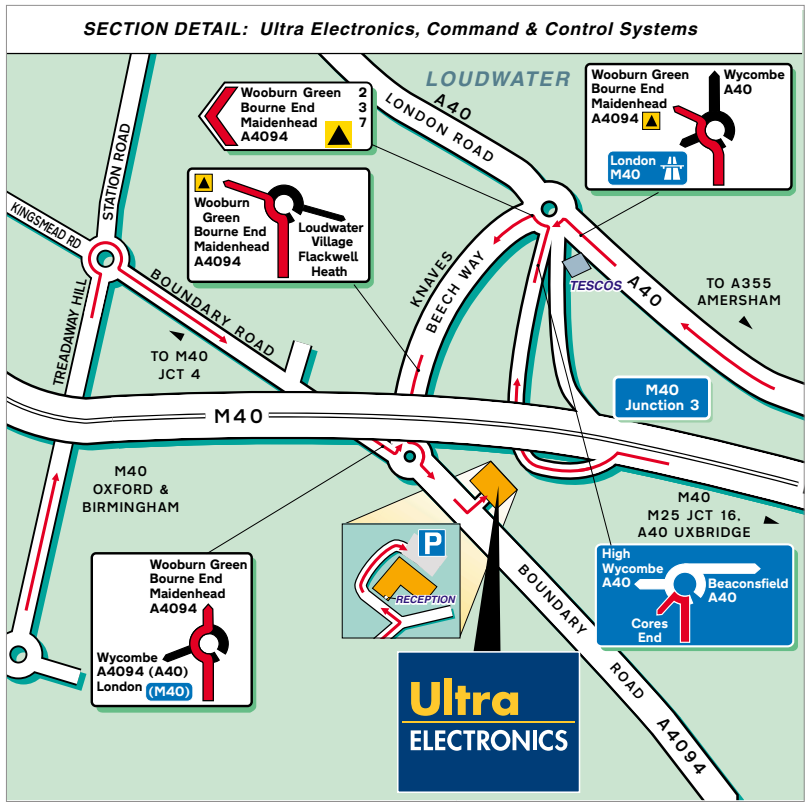 SECTION DETAIL: Ultra Electronics, Command & Control Systems
LOUDWATER
A40
LONDON ROAD
Wooburn Green 2
Bourne End 3
Maidenhead 7
A4094
Wooburn Green
Bourne End
Maidenhead
A4094
Wycombe
A40
London
M40
STATION ROAD
KINGSMEAD RD
Wooburn
Green
Bourne End
Maidenhead
A4094
Loudwater
Village
Flackwell
Heath
KNAVES
BEECH WAY
TESCOS
A40
TO A355
AMERSHAM
BOUNDARY ROAD
TREADAWAY HILL
TO M40
JCT 4
M40
Junction 3
M40
M40
OXFORD &
BIRMINGHAM
M40
M25 JCT 16,
A40 UXBRIDGE
Wooburn Green
Bourne End
Maidenhead
A4094
Wycombe
A4094 (A40)
London (M40)
P
RECEPTION
High
Wycombe
A40
Beaconsfield
A40
Cores
End
BOUNDARY
ROAD
A4094
Ultra
ELECTRONICS